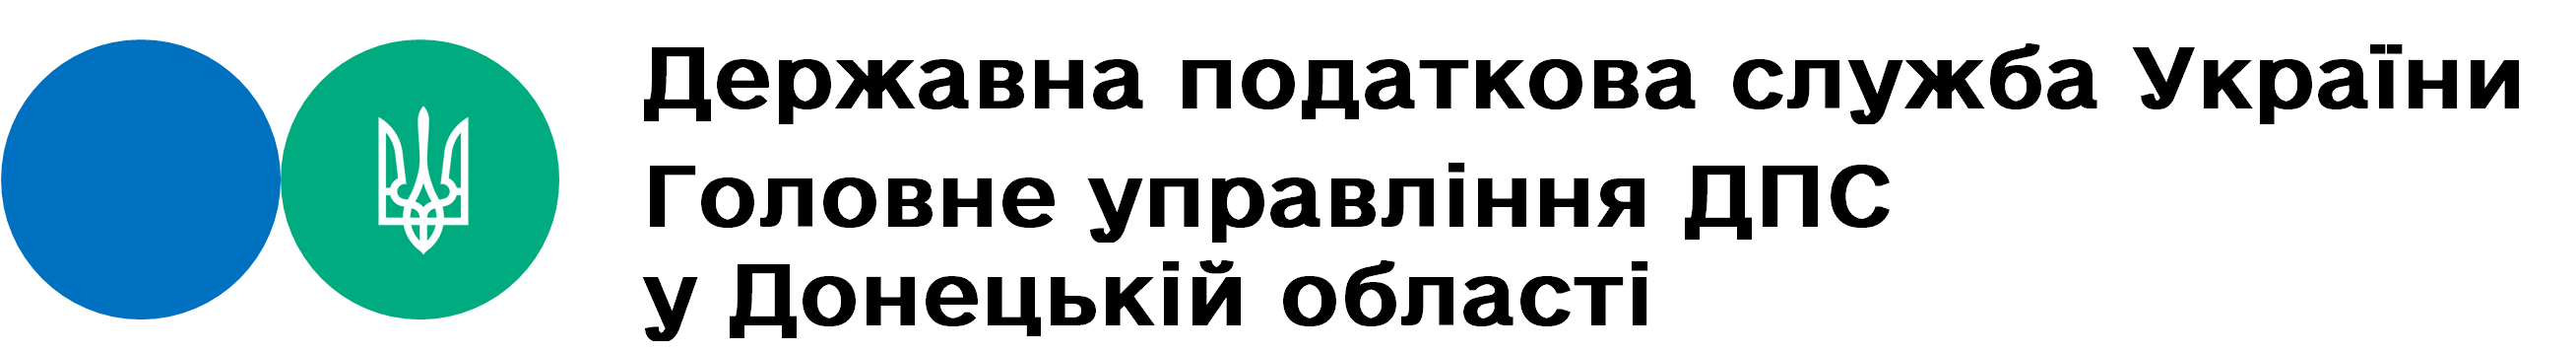 Державна податкова служба України
Головне управління ДПС
у Донецькій області